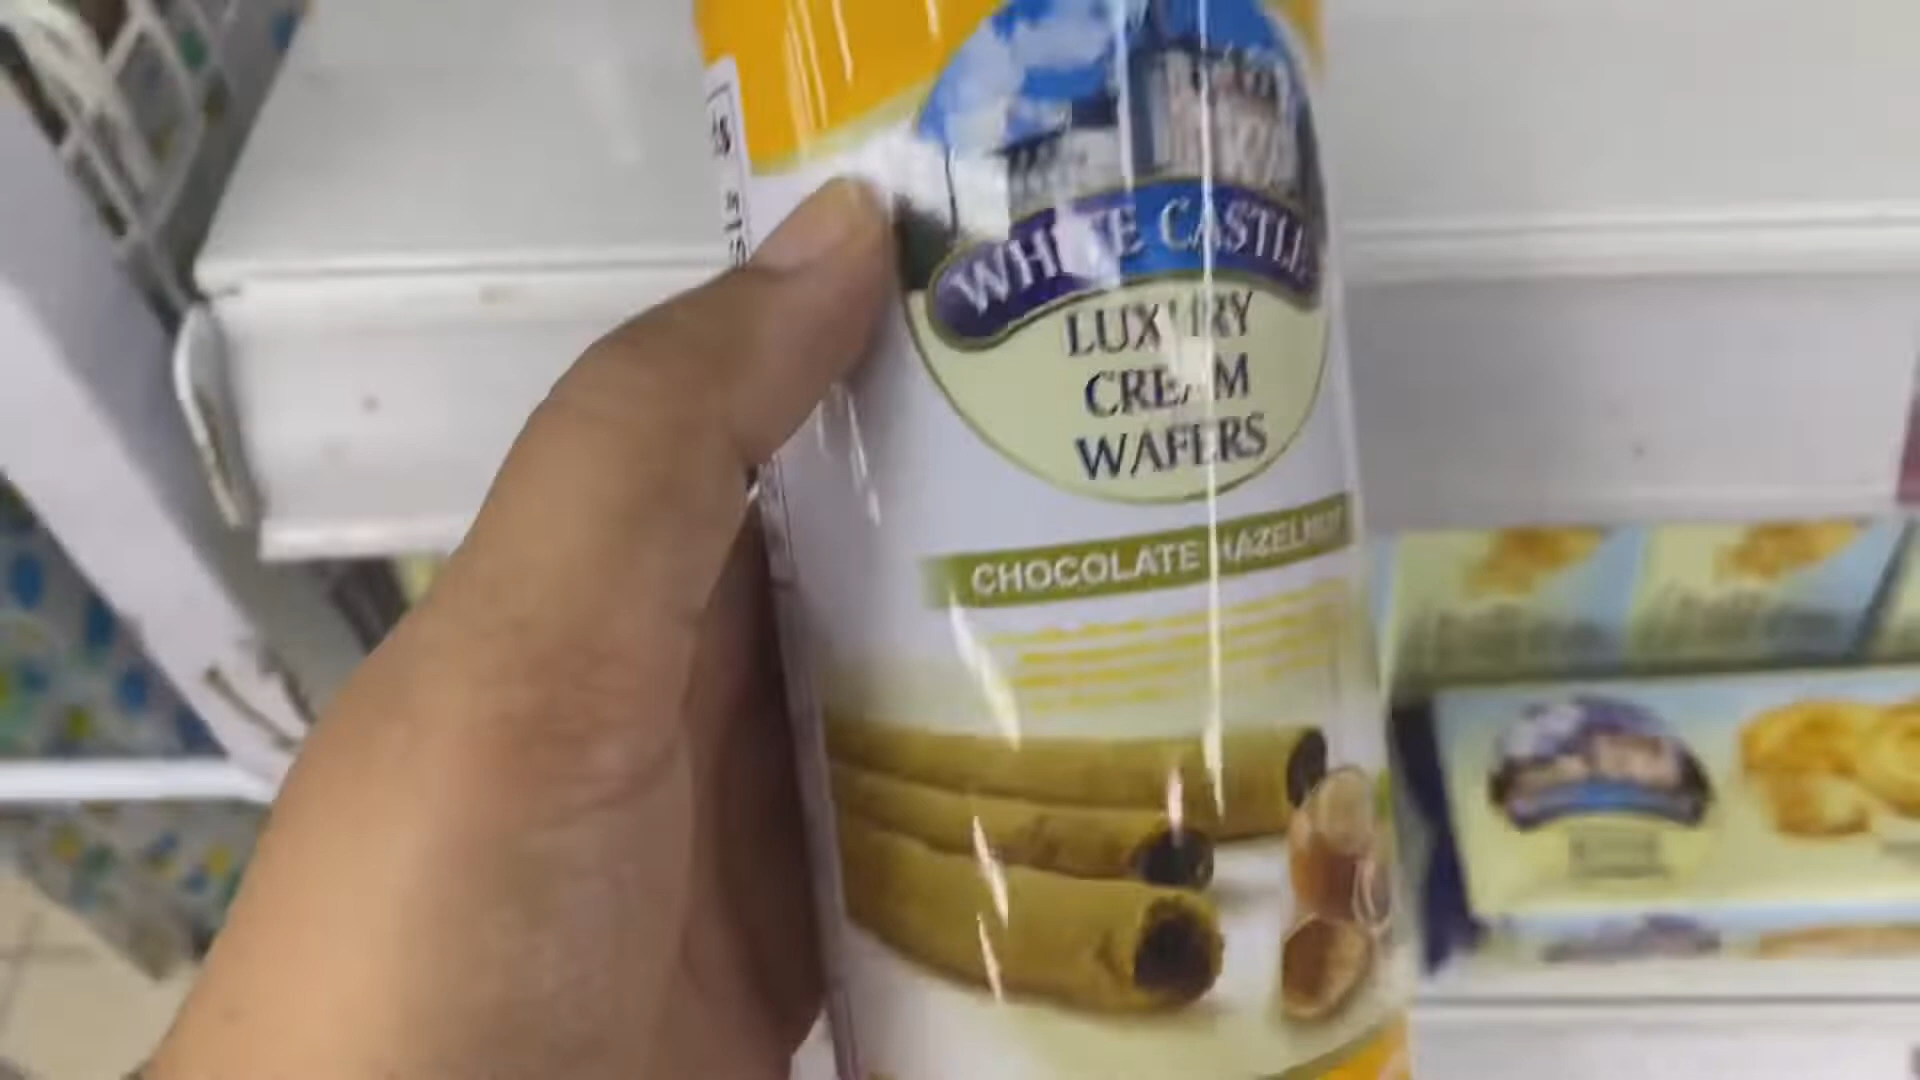 WHITE CASTLE
LUXURY
CREAM
WAFERS
CHOCOLATE HAZELNUT